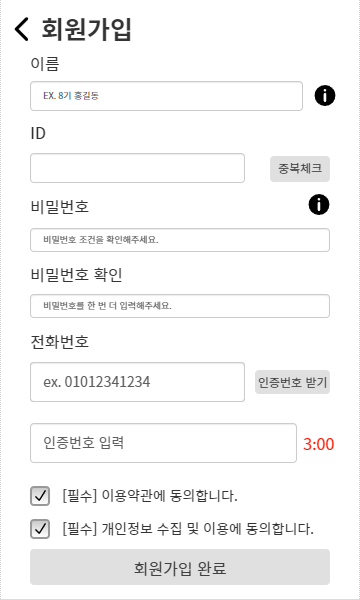 회원가입
이름
EX. 8기 홍길동
ID
중복체크
비밀번호
비밀번호 조건을 확인해주세요.
비밀번호 확인
비밀번호를 한 번 더 입력해주세요.
전화번호
ex. 01012341234
인증번호 받기
인증번호 입력
3:00
[필수] 이용약관에 동의합니다.
[필수] 개인정보 수집 및 이용에 동의합니다.
회원가입 완료